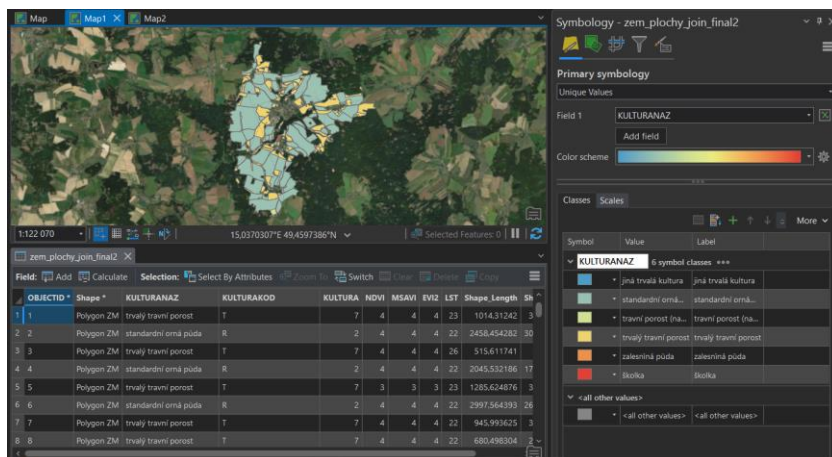 Map Map1 Map2
1:122 070 15,0370307°E 49,4597386°N Selected Features: 0
zem_plochy_join_final2
Field: Add Calculate Selection: Select By Attributes Zoom To Switch Clear Delete Copy
OBJECTID * Shape * KULTURANAZ KULTURAKOD KULTURA NDVI MSAVI EVI2 LST Shape_Length Sh
1 1 Polygon ZM trvalý travní porost T 7 4 4 4 23 1014,31242 3
2 2 Polygon ZM standardní orná půda R 2 4 4 4 22 2458,454282 30
3 3 Polygon ZM trvalý travní porost T 7 4 4 4 26 515,611741
4 4 Polygon ZM standardní orná půda R 2 4 4 4 22 2045,532186 17
5 5 Polygon ZM trvalý travní porost T 7 3 3 3 23 1285,624876 3
6 6 Polygon ZM standardní orná půda R 2 4 4 4 22 2997,564393 26
7 7 Polygon ZM trvalý travní porost T 7 4 4 4 22 945,993625 3
8 8 Polygon ZM trvalý travní porost T 7 4 4 4 22 680,498304 2
Symbology - zem_plochy_join_final2
Primary symbology
Unique Values
Field 1 KULTURANAZ
Add field
Color scheme
Classes Scales
More
Symbol Value Label
KULTURANAZ 6 symbol classes
jiná trvalá kultura jiná trvalá kultura
standardní orná... standardní orná...
travní porost (na... travní porost (na...
trvalý travní porost trvalý travní porost
zalesniná půda zalesniná půda
školka školka
<all other values>
<all other values> <all other values>